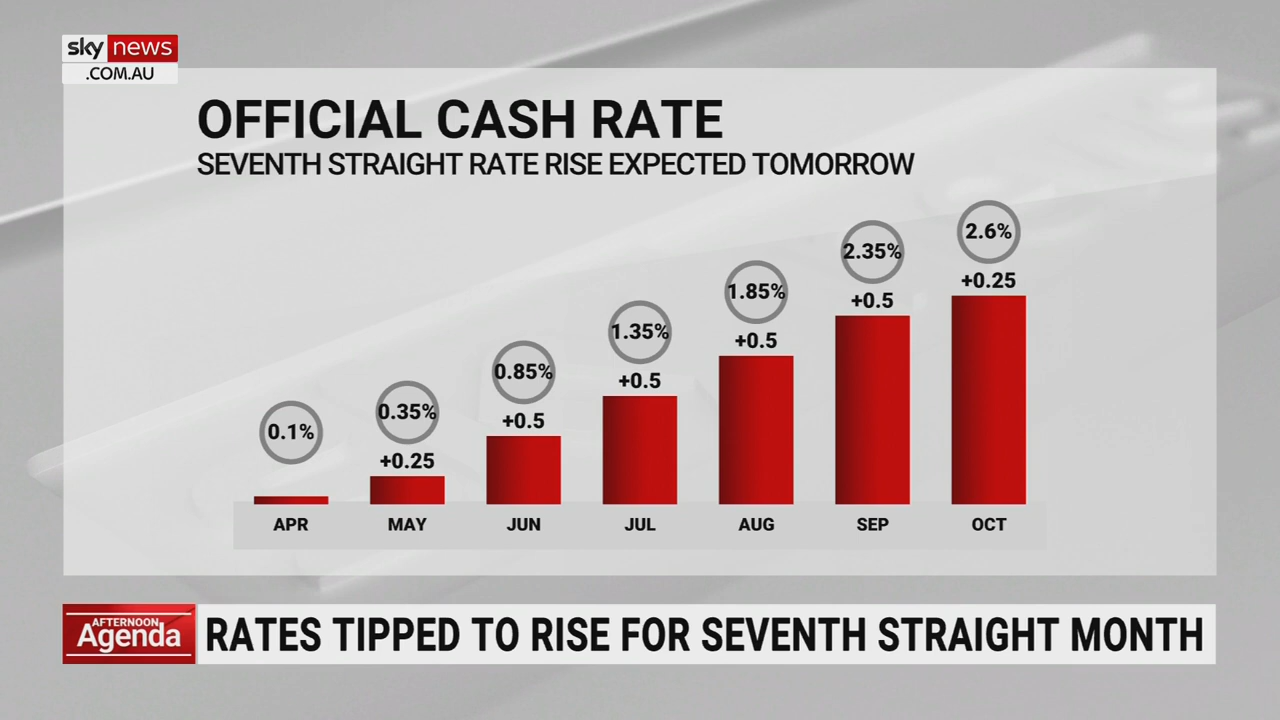 sky news
.COM.AU
OFFICIAL CASH RATE
SEVENTH STRAIGHT RATE RISE EXPECTED TOMORROW
0.1%
0.35%
+0.25
0.85%
+0.5
1.35%
+0.5
1.85%
+0.5
2.35%
+0.5
2.6%
+0.25
APR MAY JUN JUL AUG SEP OCT
AFTERNOON
Agenda
RATES TIPPED TO RISE FOR SEVENTH STRAIGHT MONTH